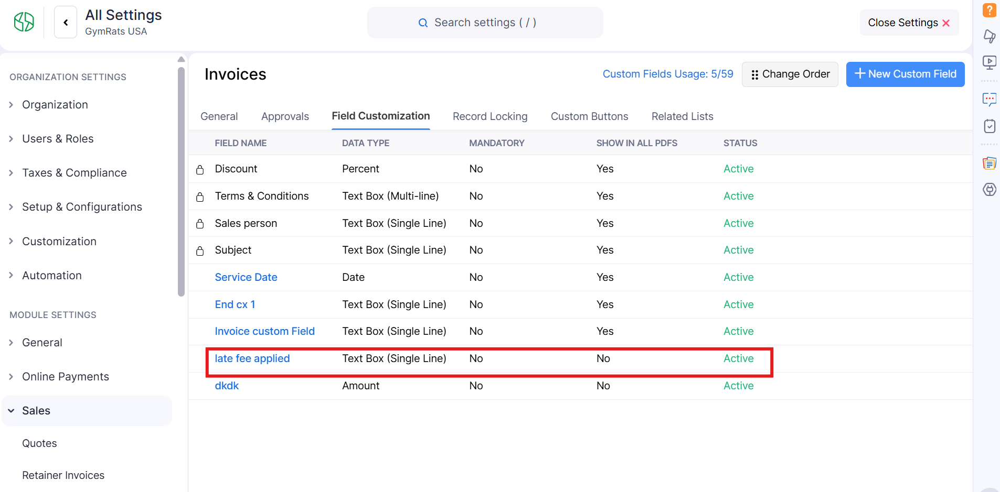 All Settings
GymRats USA
Search settings ( / )
Close Settings
ORGANIZATION SETTINGS
Organization
Users & Roles
Taxes & Compliance
Setup & Configurations
Customization
Automation
MODULE SETTINGS
General
Online Payments
Sales
Quotes
Retainer Invoices
Invoices
Custom Fields Usage: 5/59
Change Order
New Custom Field
General Approvals Field Customization Record Locking Custom Buttons Related Lists
FIELD NAME DATA TYPE MANDATORY SHOW IN ALL PDFS STATUS
Discount Percent No Yes Active
Terms & Conditions Text Box (Multi-line) No Yes Active
Sales person Text Box (Single Line) No Yes Active
Subject Text Box (Single Line) No Yes Active
Service Date Date No Yes Active
End cx 1 Text Box (Single Line) No Yes Active
Invoice custom Field Text Box (Single Line) No Yes Active
late fee applied Text Box (Single Line) No No Active
dkdk Amount No No Active
?